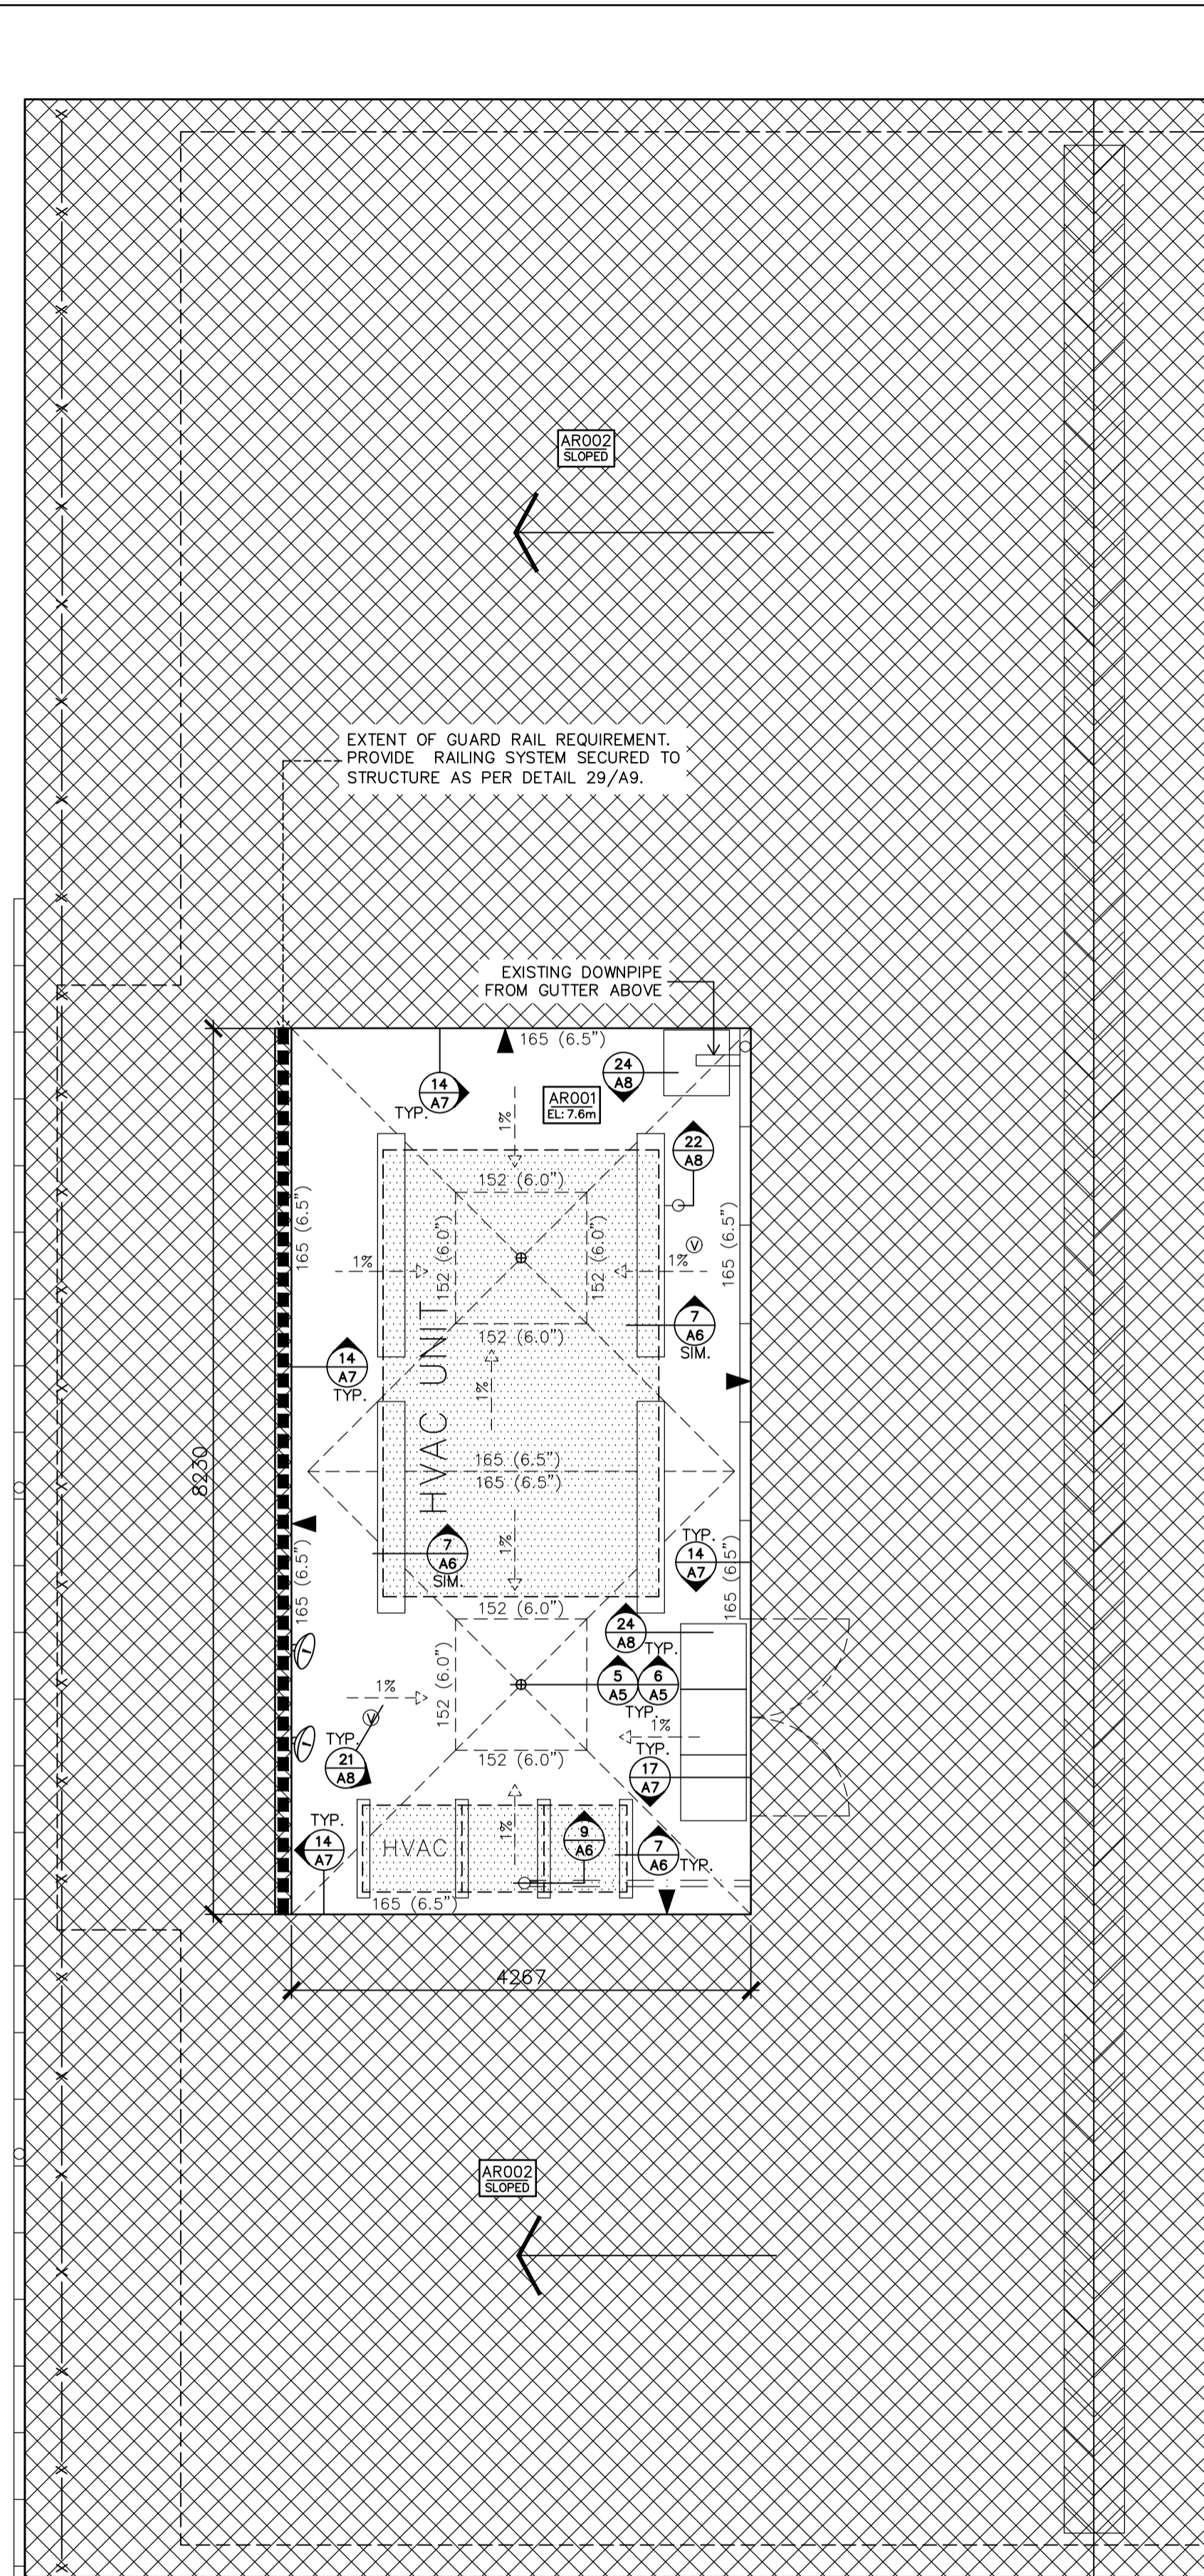 AR002
SLOPED
EXTENT OF GUARD RAIL REQUIREMENT.
PROVIDE RAILING SYSTEM SECURED TO
STRUCTURE AS PER DETAIL 29/A9.
EXISTING DOWNPIPE
FROM GUTTER ABOVE
165 (6.5")
24
A8
14
A7
TYP.
AR001
EL: 7.6m
1%
22
A8
152 (6.0")
165 (6.5")
152 (6.0")
152 (6.0")
165 (6.5")
V
1%
1%
7
A6
SIM.
152 (6.0")
14
A7
TYP.
1%
HVAC UNIT
165 (6.5")
165 (6.5")
8230
1%
7
A6
SIM.
TYP.
14
A7
165 (6.5")
165 (6.5")
152 (6.0")
24
A8
TYP.
152 (6.0")
5
A5
6
A5
TYP.
1%
V
1%
TYP.
21
A8
152 (6.0")
TYP.
17
A7
TYP.
14
A7
HVAC
1%
9
A6
7
A6
TYP.
165 (6.5")
4267
AR002
SLOPED